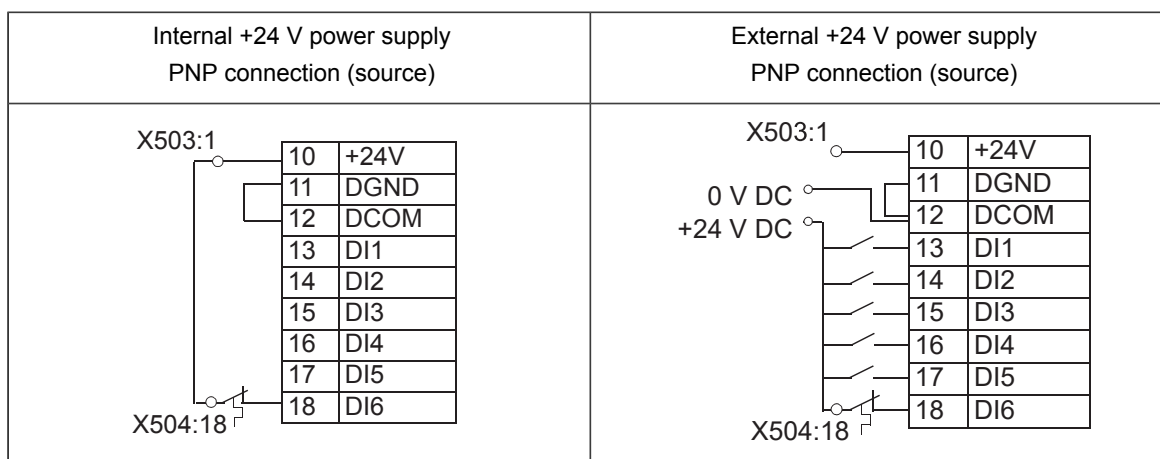 Internal +24 V power supply
PNP connection (source)
External +24 V power supply
PNP connection (source)
X503:1
10 +24V
11 DGND
12 DCOM
13 DI1
14 DI2
15 DI3
16 DI4
17 DI5
18 DI6
X504:18
X503:1
0 V DC
+24 V DC
10 +24V
11 DGND
12 DCOM
13 DI1
14 DI2
15 DI3
16 DI4
17 DI5
18 DI6
X504:18